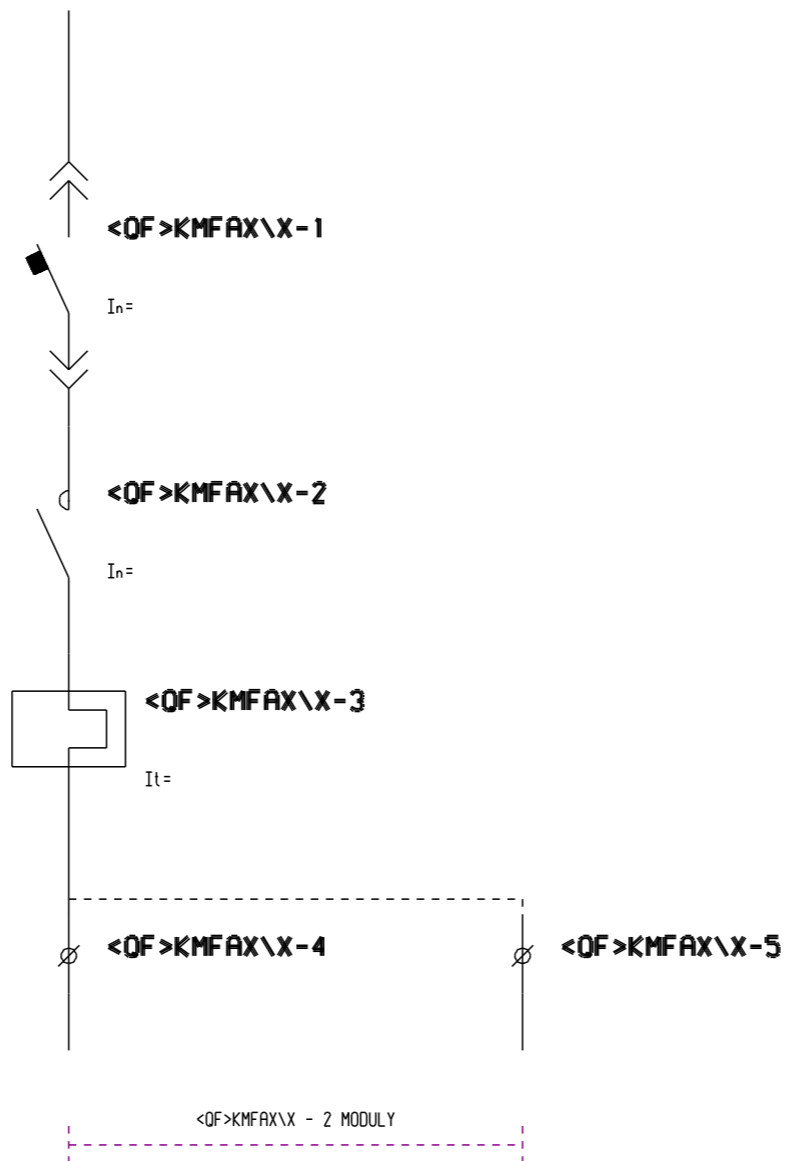 <QF>KMFAX\X-1
In=
<QF>KMFAX\X-2
In=
<QF>KMFAX\X-3
It=
<QF>KMFAX\X-4
<QF>KMFAX\X-5
<QF>KMFAX\X - 2 MODULY